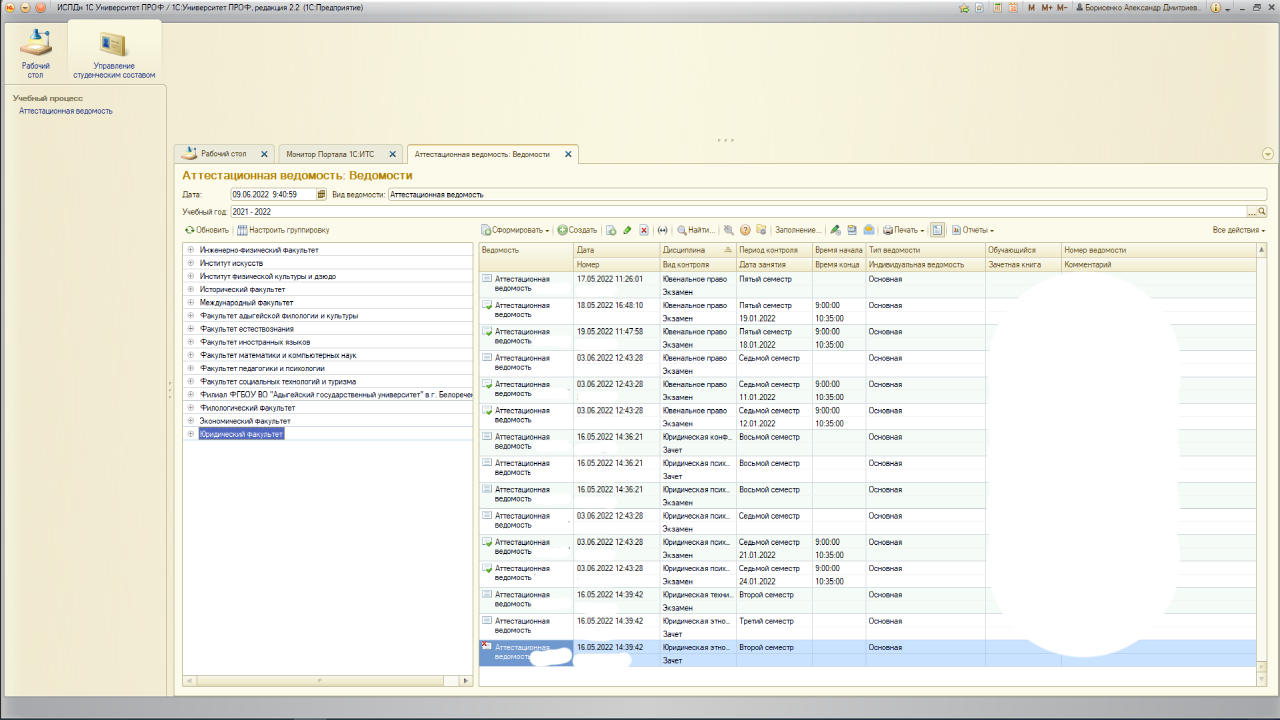 ИСПДн 1С Университет ПРОФ / 1С:Университет ПРОФ, редакция 2.2 (1С:Предприятие)
M M+ M- Борисенко Александр Дмитриев...
Рабочий стол
Управление студенческим составом
Учебный процесс
Аттестационная ведомость
Рабочий стол
Монитор Портала 1С:ИТС
Аттестационная ведомость: Ведомости
Аттестационная ведомость: Ведомости
Дата: 09.06.2022 9:40:59 Вид ведомости: Аттестационная ведомость
Учебный год: 2021 - 2022
Обновить Настроить группировку
Сформировать Создать Найти... Заполнение... Печать Отчеты Все действия
Инженерно-физический факультет
Институт искусств
Институт физической культуры и дзюдо
Исторический факультет
Международный факультет
Факультет адыгейской филологии и культуры
Факультет естествознания
Факультет иностранных языков
Факультет математики и компьютерных наук
Факультет педагогики и психологии
Факультет социальных технологий и туризма
Филиал ФГБОУ ВО "Адыгейский государственный университет" в г. Белоречен
Филологический факультет
Экономический факультет
Юридический факультет
Ведомость Дата Дисциплина Период контроля Время начала Тип ведомости Обучающийся Номер ведомости
Номер Вид контроля Дата занятия Время конца Индивидуальная ведомость Зачетная книга Комментарий
Аттестационная 17.05.2022 11:26:01 Ювенальное право Пятый семестр Основная
ведомость Экзамен
Аттестационная 18.05.2022 16:48:10 Ювенальное право Пятый семестр 9:00:00 Основная
ведомость Экзамен 19.01.2022 10:35:00
Аттестационная 19.05.2022 11:47:58 Ювенальное право Пятый семестр 9:00:00 Основная
ведомость Экзамен 18.01.2022 10:35:00
Аттестационная 03.06.2022 12:43:28 Ювенальное право Седьмой семестр Основная
ведомость Экзамен
Аттестационная 03.06.2022 12:43:28 Ювенальное право Седьмой семестр 9:00:00 Основная
ведомость Экзамен 11.01.2022 10:35:00
Аттестационная 03.06.2022 12:43:28 Ювенальное право Седьмой семестр 9:00:00 Основная
ведомость Экзамен 12.01.2022 10:35:00
Аттестационная 16.05.2022 14:36:21 Юридическая конф... Восьмой семестр Основная
ведомость Зачет
Аттестационная 16.05.2022 14:36:21 Юридическая псих... Восьмой семестр Основная
ведомость Зачет
Аттестационная 16.05.2022 14:36:21 Юридическая псих... Восьмой семестр Основная
ведомость Экзамен
Аттестационная 03.06.2022 12:43:28 Юридическая псих... Седьмой семестр Основная
ведомость Экзамен
Аттестационная 03.06.2022 12:43:28 Юридическая псих... Седьмой семестр 9:00:00 Основная
ведомость Экзамен 21.01.2022 10:35:00
Аттестационная 03.06.2022 12:43:28 Юридическая псих... Седьмой семестр 9:00:00 Основная
ведомость Экзамен 24.01.2022 10:35:00
Аттестационная 16.05.2022 14:39:42 Юридическая техни... Второй семестр Основная
ведомость Экзамен
Аттестационная 16.05.2022 14:39:42 Юридическая этно... Третий семестр Основная
ведомость Зачет
Аттестационная 16.05.2022 14:39:42 Юридическая этно... Второй семестр Основная
ведомость Зачет